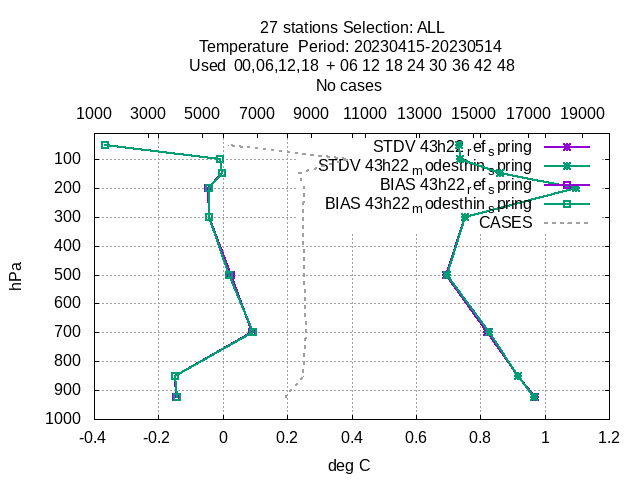 27 stations Selection: ALL
Temperature Period: 20230415-20230514
Used 00,06,12,18 + 06 12 18 24 30 36 42 48
No cases
1000 3000 5000 7000 9000 11000 13000 15000 17000 19000
STDV 43h22_ref_spring
STDV 43h22_modesthin_spring
BIAS 43h22_ref_spring
BIAS 43h22_modesthin_spring
CASES
100
200
300
400
500
600
700
800
900
1000
hPa
-0.4 -0.2 0 0.2 0.4 0.6 0.8 1 1.2
deg C